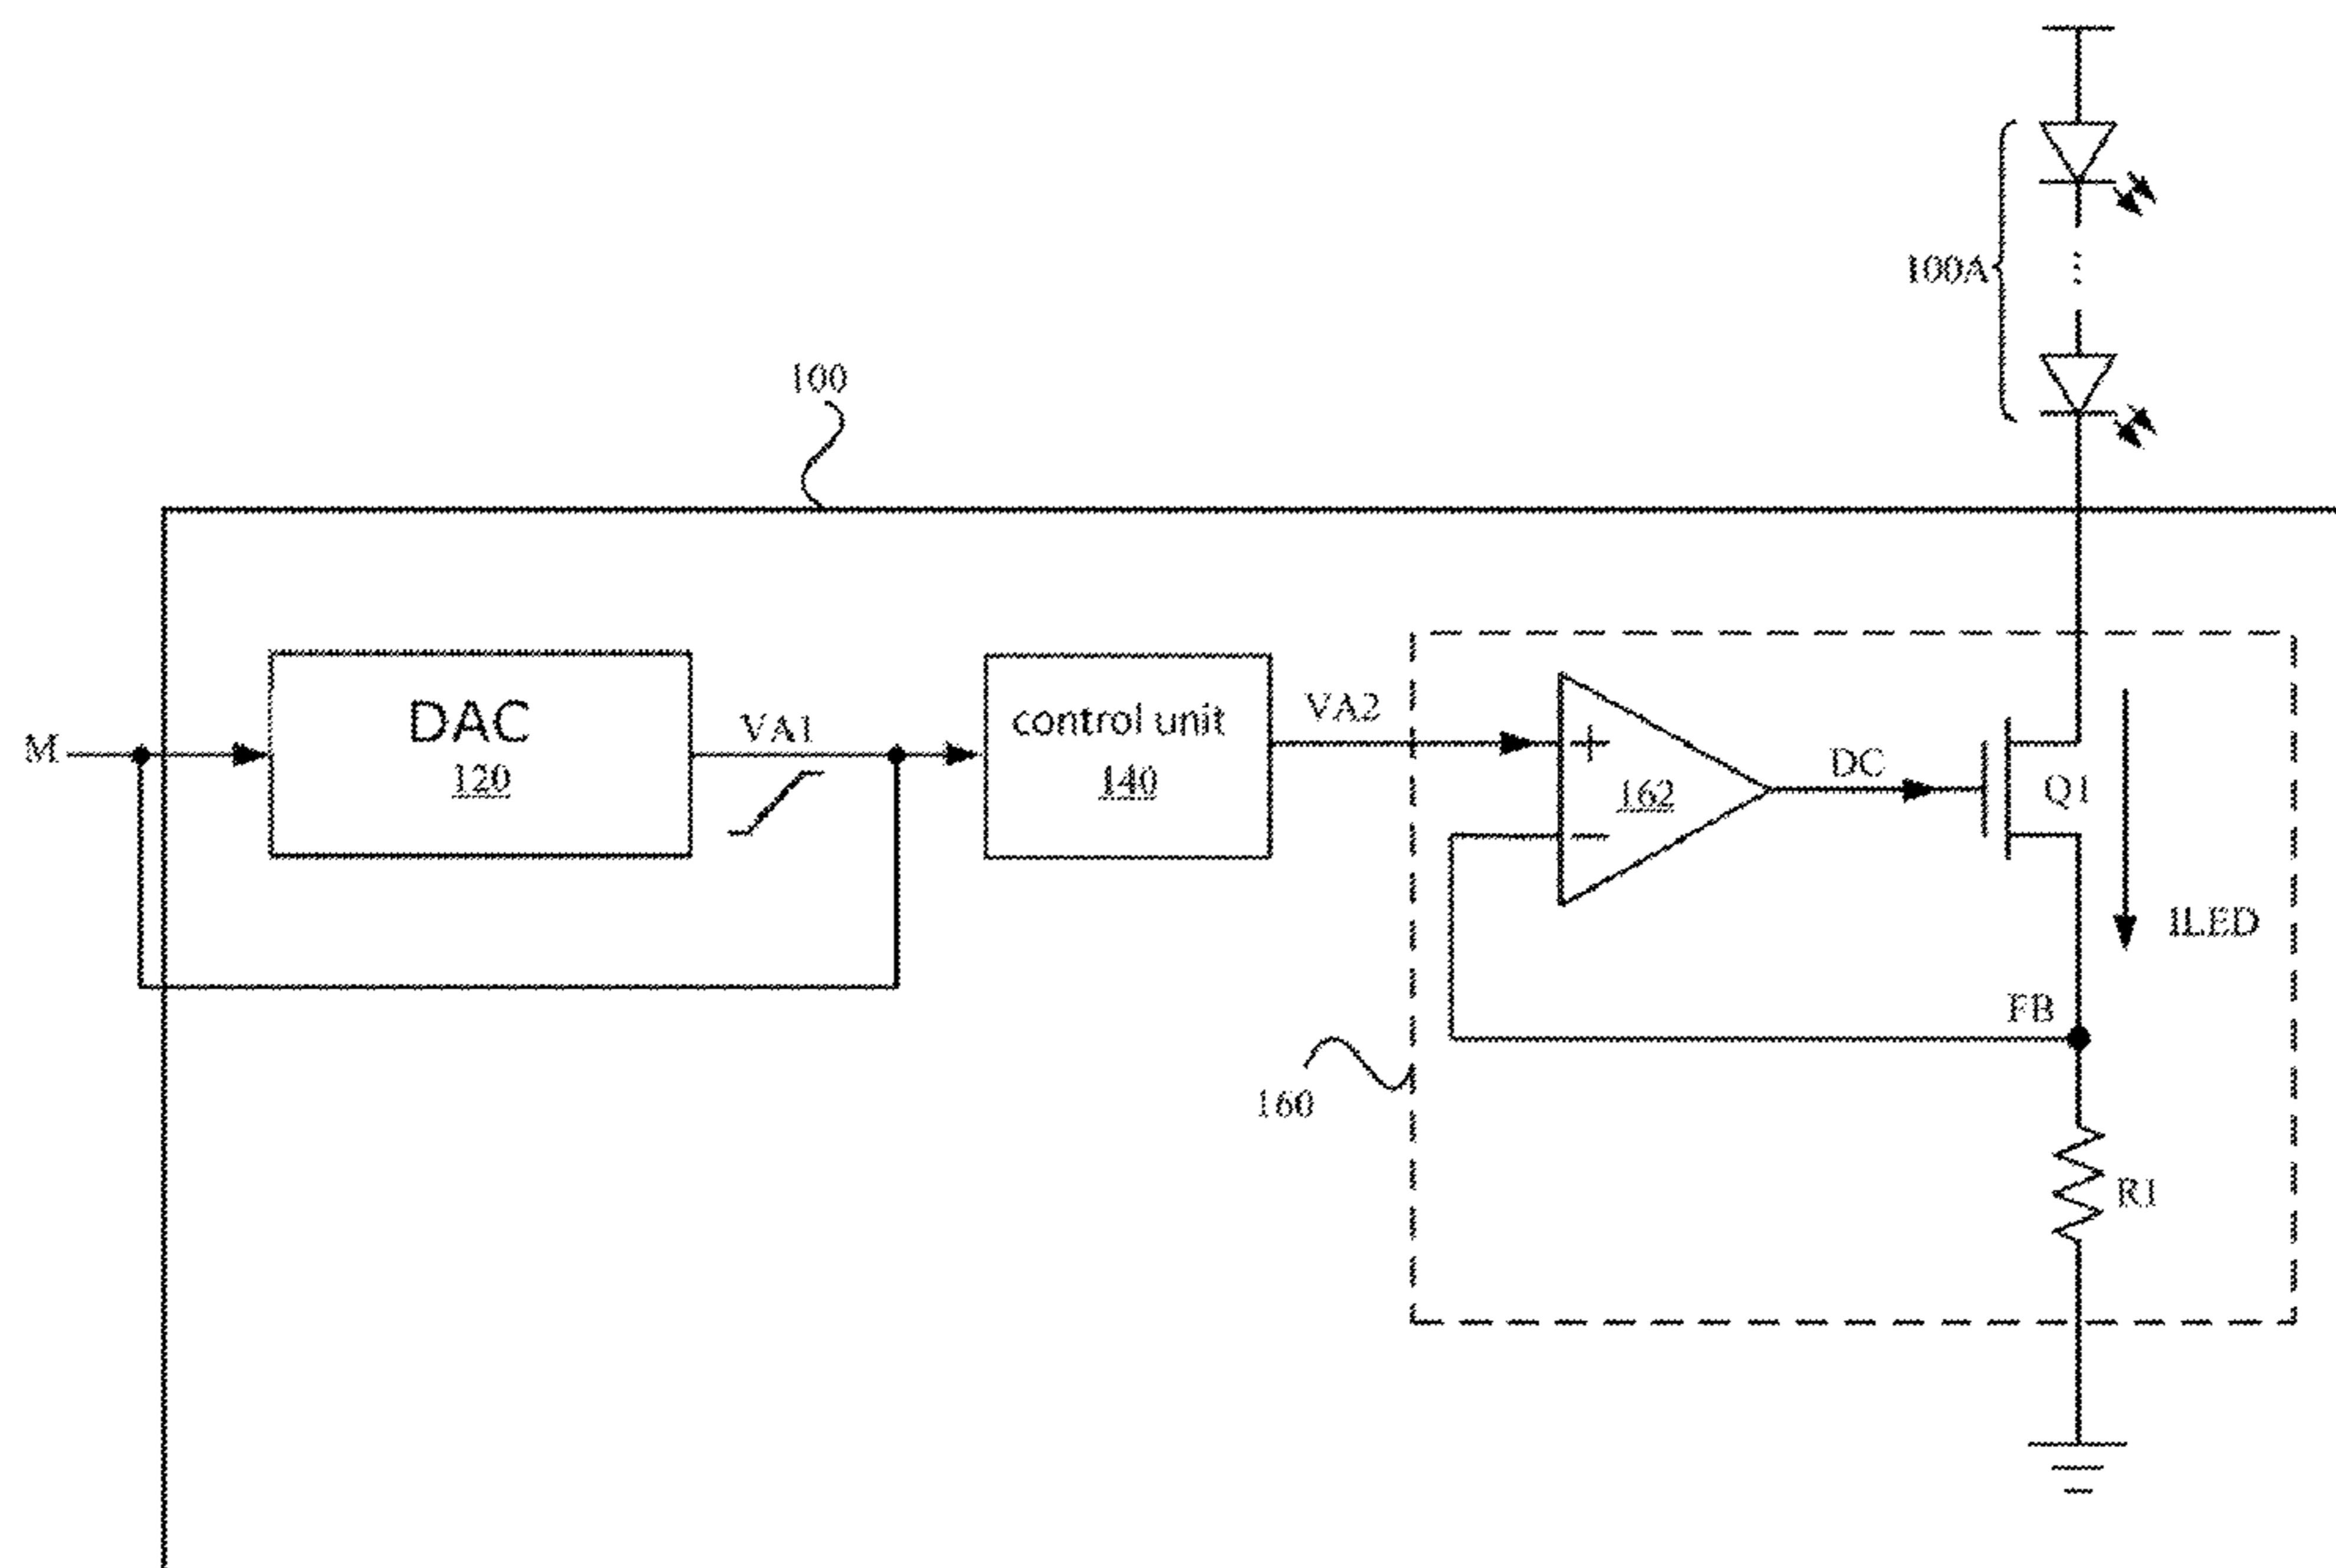 100A
100
M
DAC
120
VA1
control unit
140
VA2
+
−
162
DC
Q1
ILED
FB
160
R1